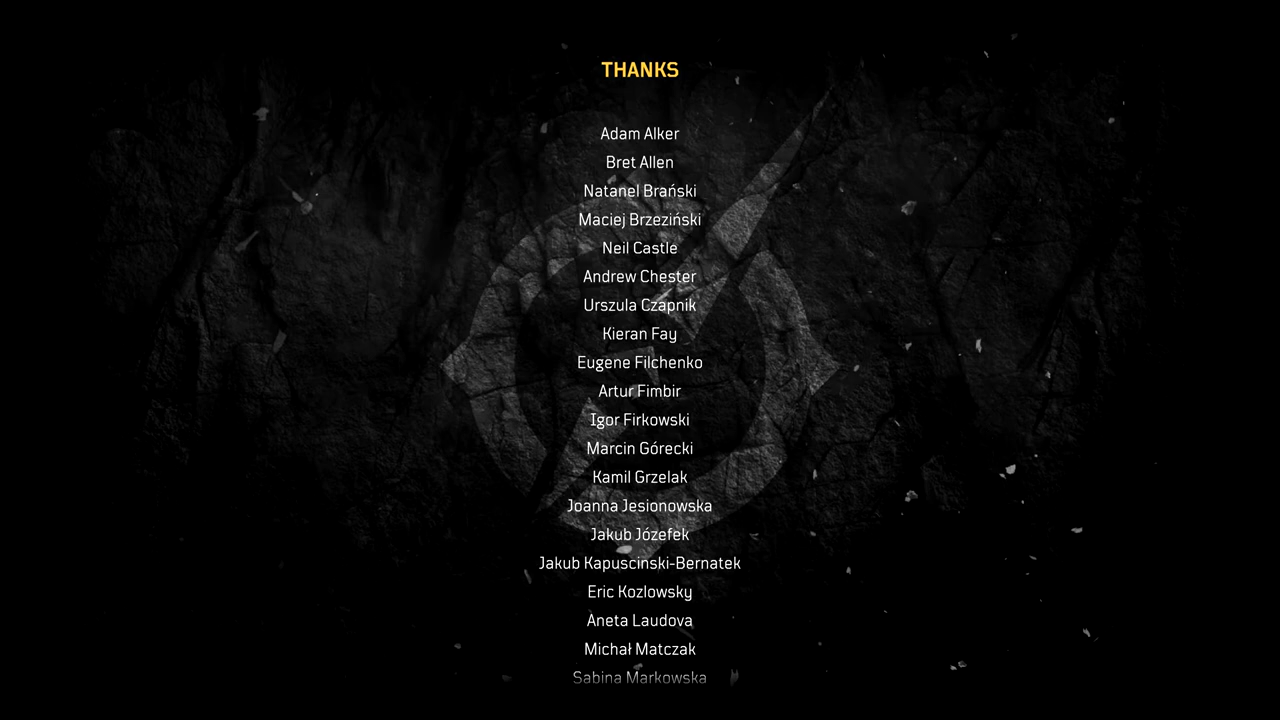 THANKS
Adam Alker
Bret Allen
Natanel Brański
Maciej Brzeziński
Neil Castle
Andrew Chester
Urszula Czapnik
Kieran Fay
Eugene Filchenko
Artur Fimbir
Igor Firkowski
Marcin Górecki
Kamil Grzelak
Joanna Jesionowska
Jakub Józefek
Jakub Kapuscinski-Bernatek
Eric Kozlowsky
Aneta Laudova
Michał Matczak
Sabina Markowska